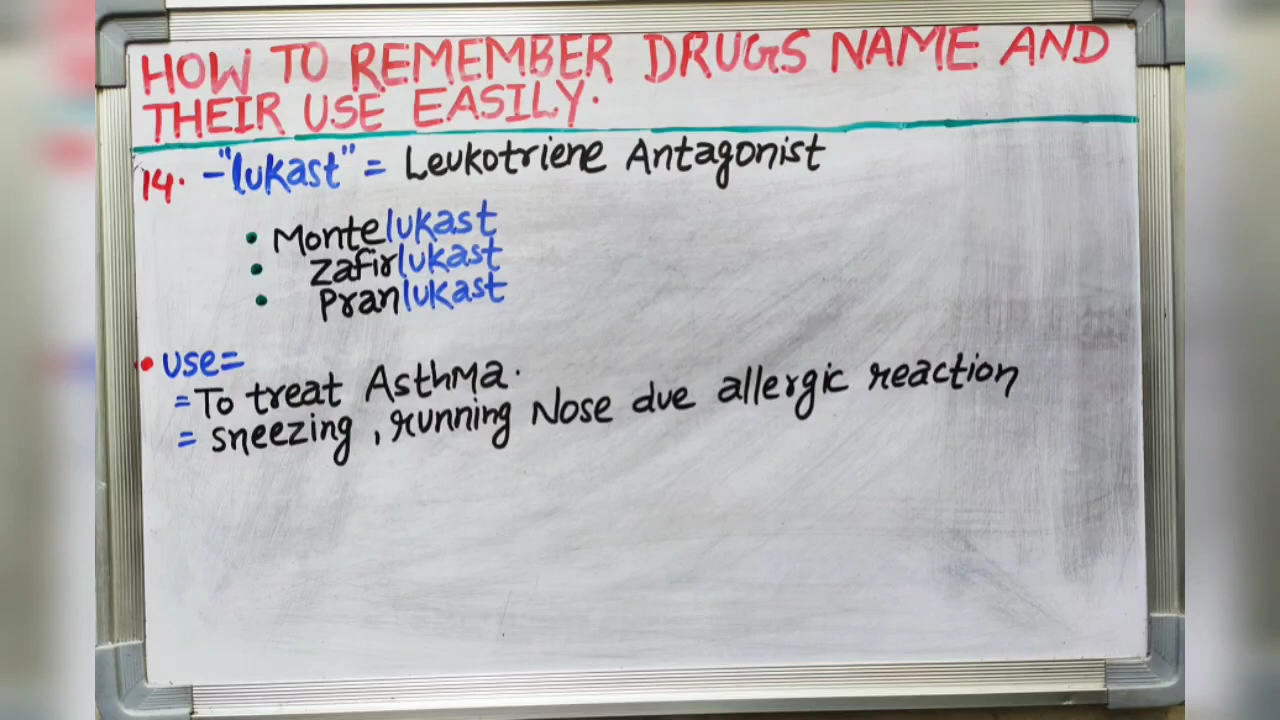 HOW TO REMEMBER DRUGS NAME AND
THEIR USE EASILY.
14. -"lukast" = Leukotriene Antagonist
• Montelukast
• Zafirlukast
• Pranlukast
• USE=
= To treat Asthma.
= sneezing, running Nose due allergic reaction